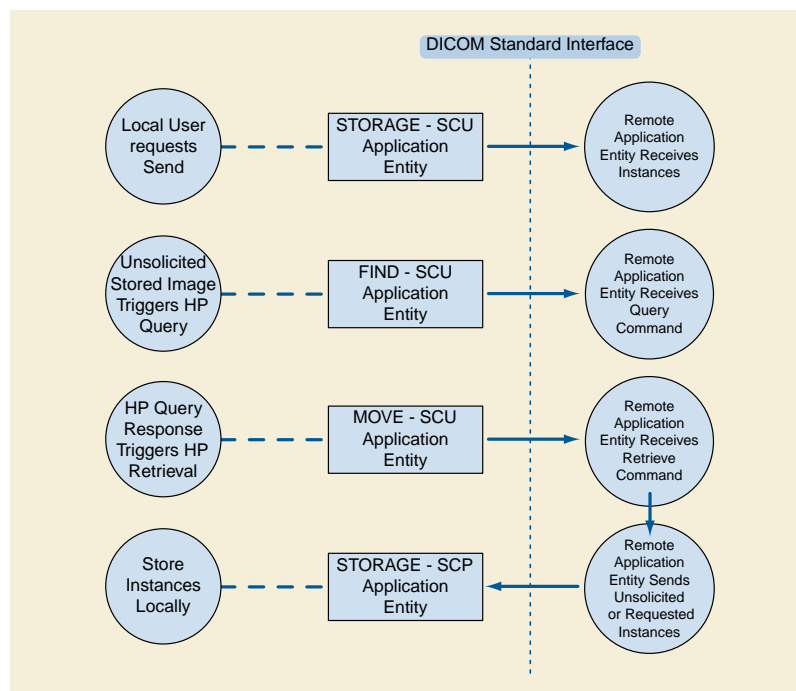 DICOM Standard Interface
Local User
requests
Send
STORAGE - SCU
Application
Entity
Remote
Application
Entity Receives
Instances
Unsolicited
Stored Image
Triggers HP
Query
FIND - SCU
Application
Entity
Remote
Application
Entity Receives
Query
Command
HP Query
Response
Triggers HP
Retrieval
MOVE - SCU
Application
Entity
Remote
Application
Entity Receives
Retrieve
Command
Store
Instances
Locally
STORAGE - SCP
Application
Entity
Remote
Application
Entity Sends
Unsolicited
or Requested
Instances